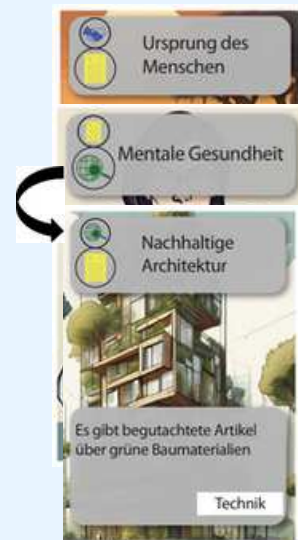 Ursprung des
Menschen
Mentale Gesundheit
Nachhaltige
Architektur
Es gibt begutachtete Artikel
über grüne Baumaterialien
Technik